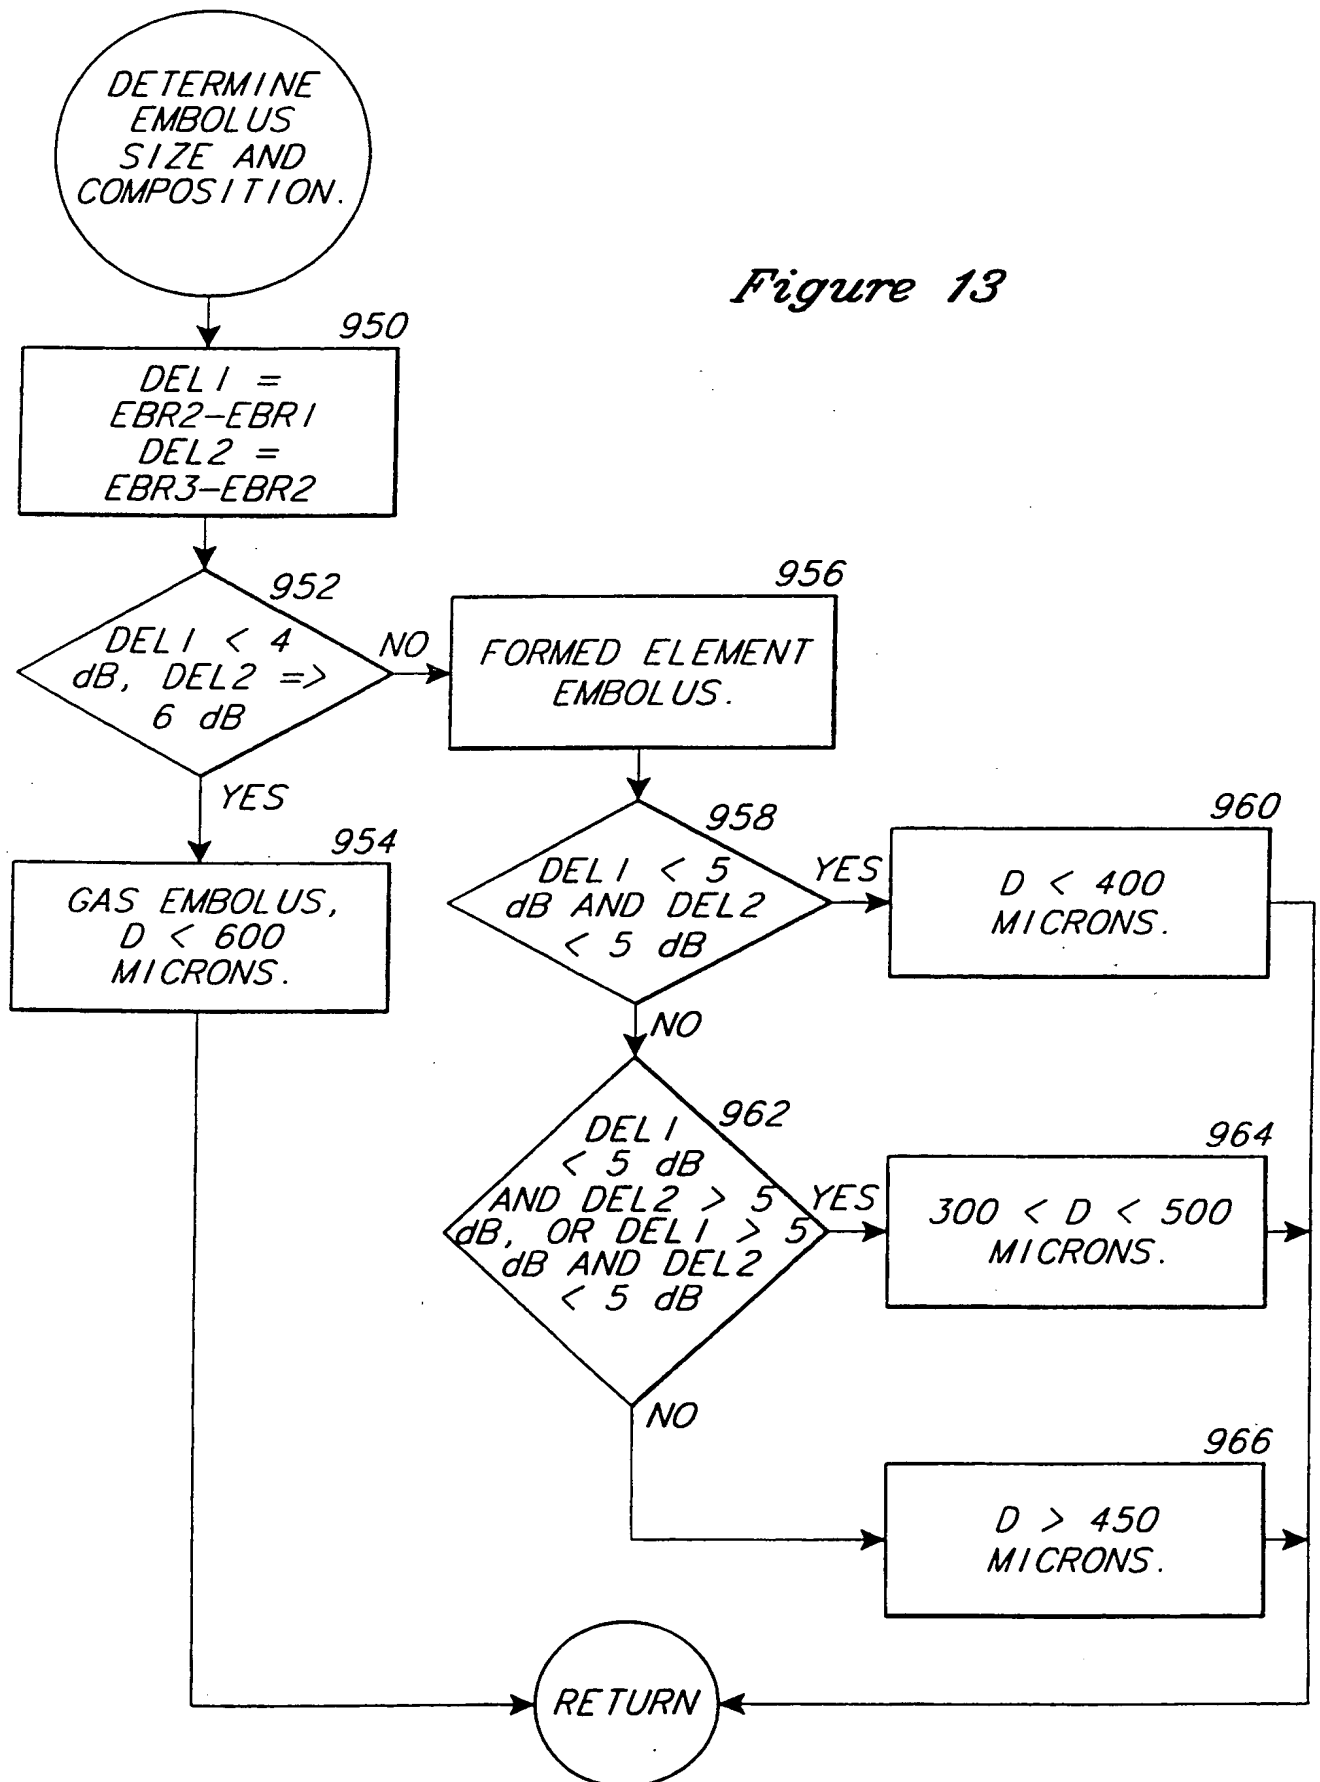 DETERMINE
EMBOLUS
SIZE AND
COMPOSITION.
Figure 13
950
DEL1 =
EBR2-EBR1
DEL2 =
EBR3-EBR2
952
DEL1 < 4
dB, DEL2 =>
6 dB
NO
YES
956
FORMED ELEMENT
EMBOLUS.
954
GAS EMBOLUS,
D < 600
MICRONS.
958
DEL1 < 5
dB AND DEL2
< 5 dB
YES
NO
960
D < 400
MICRONS.
962
DEL1
< 5 dB
AND DEL2 > 5
dB, OR DEL1 > 5
dB AND DEL2
< 5 dB
YES
NO
964
300 < D < 500
MICRONS.
966
D > 450
MICRONS.
RETURN